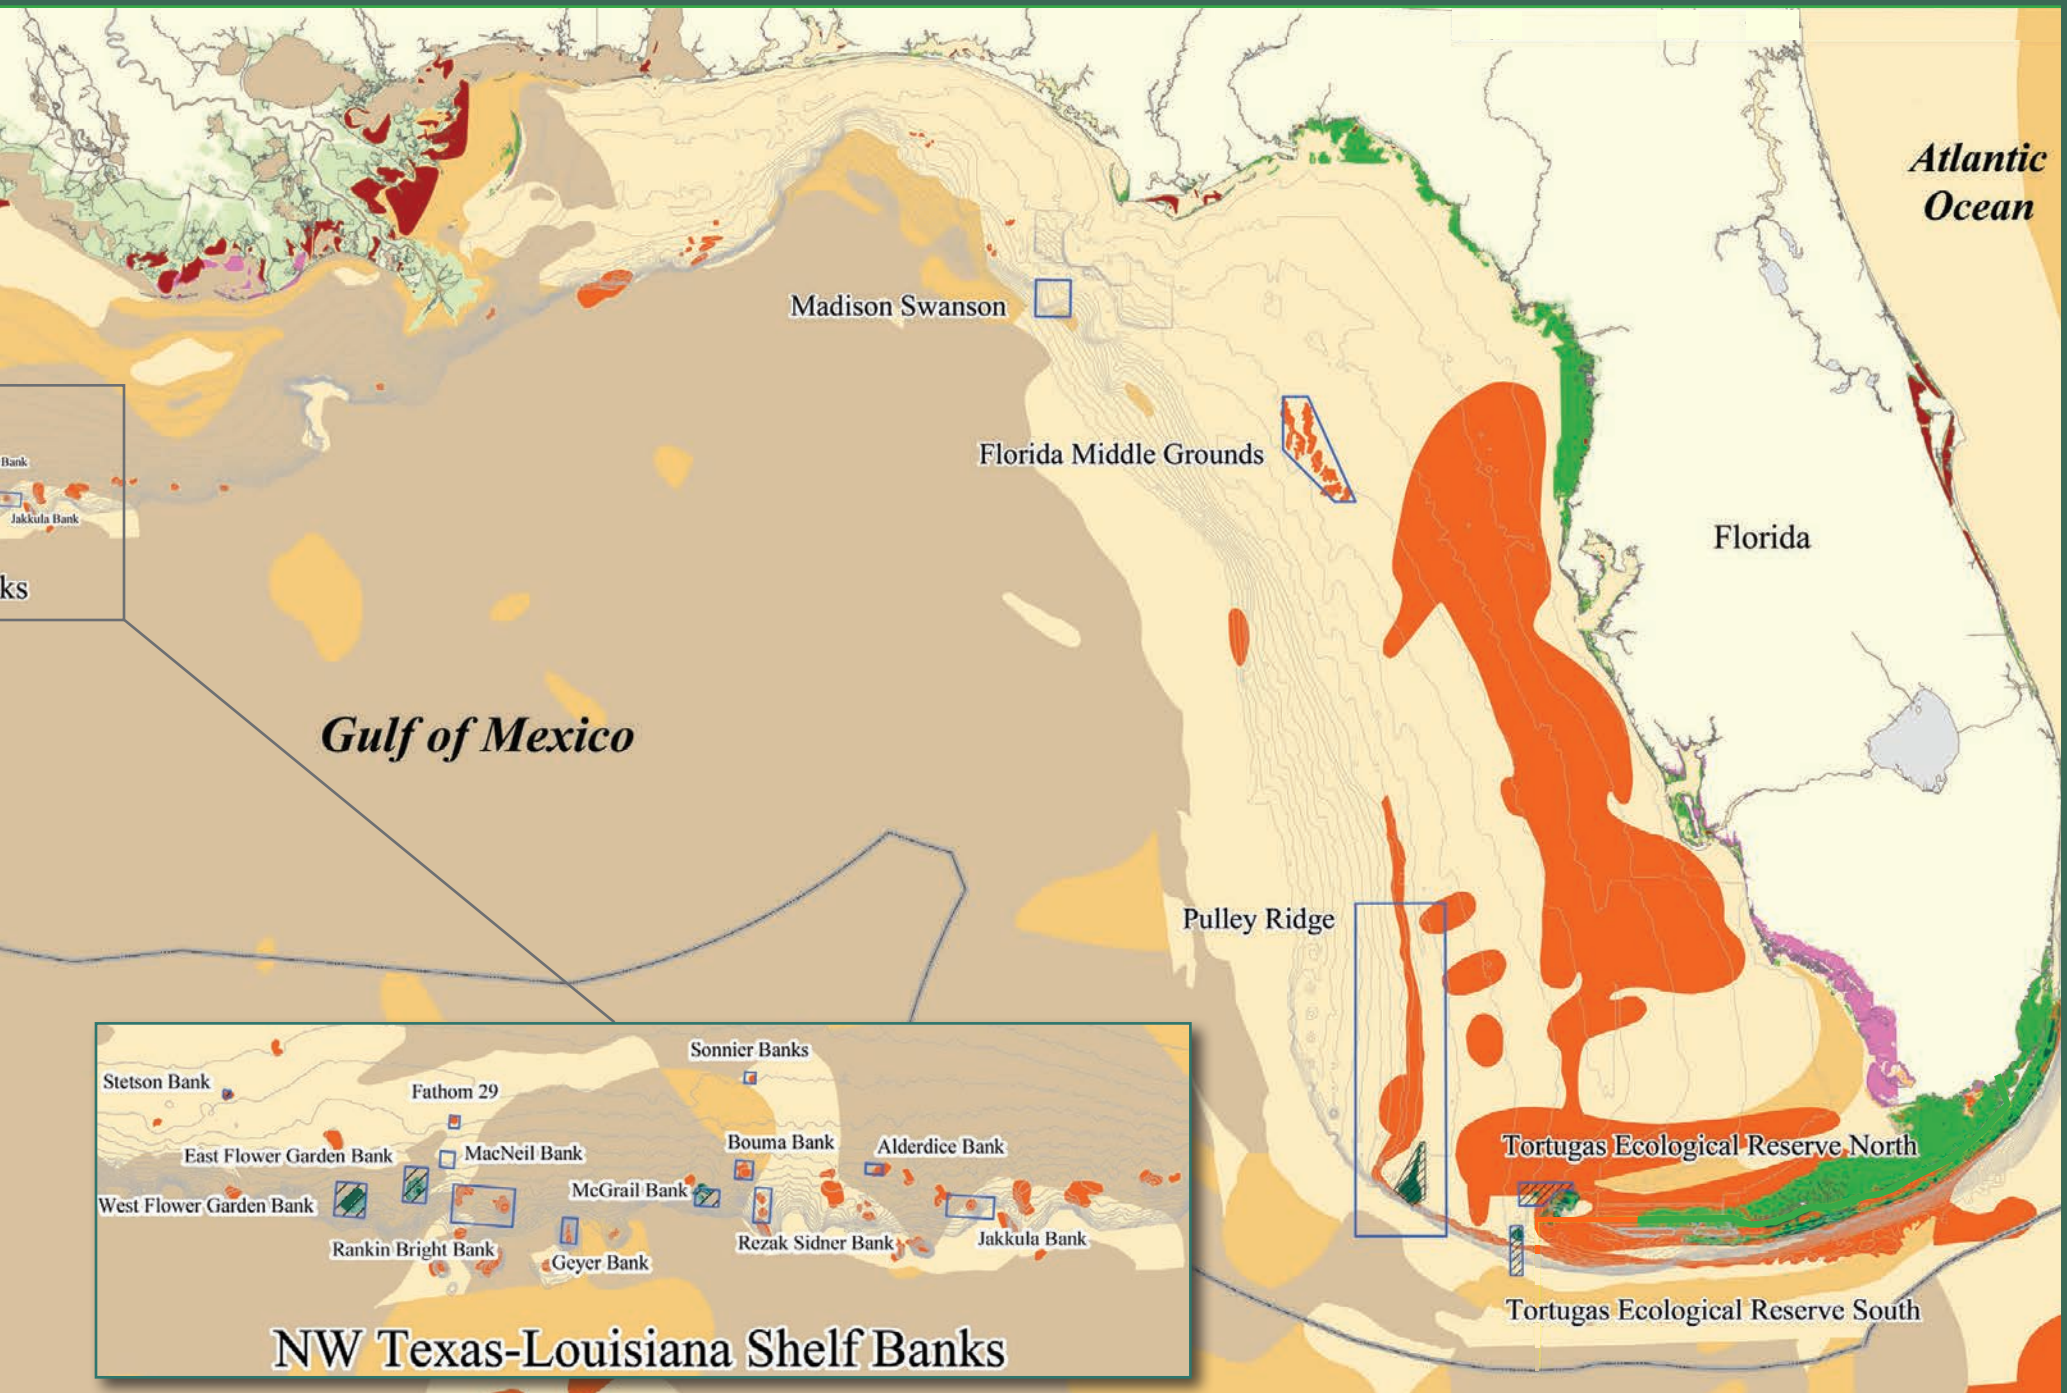 Atlantic
Ocean
Madison Swanson
Florida Middle Grounds
Bank
Jakkula Bank
Florida
ks
Gulf of Mexico
Pulley Ridge
Sonnier Banks
Stetson Bank
Fathom 29
Bouma Bank
Alderdice Bank
East Flower Garden Bank
MacNeil Bank
McGrail Bank
West Flower Garden Bank
Rankin Bright Bank
Rezak Sidner Bank
Jakkula Bank
Geyer Bank
NW Texas-Louisiana Shelf Banks
Tortugas Ecological Reserve North
Tortugas Ecological Reserve South